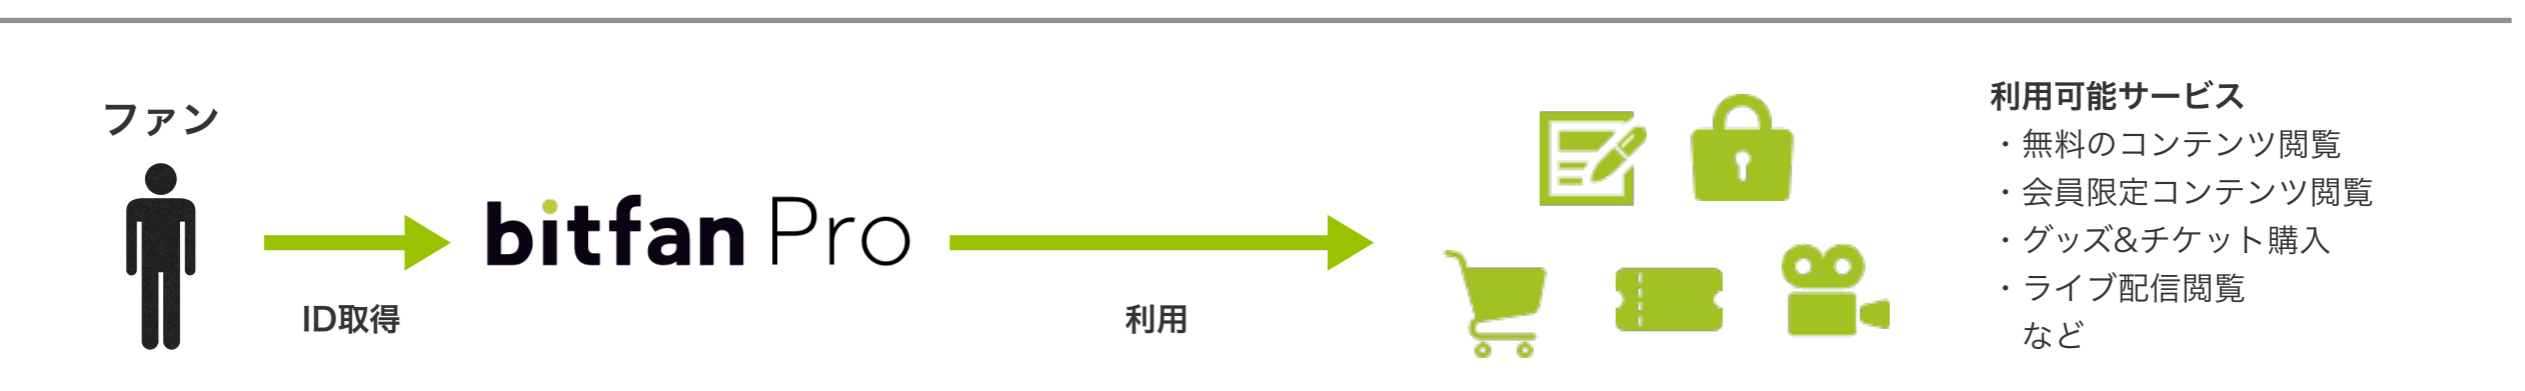 ファン
ID取得
bitfan Pro
利用
利用可能サービス
・無料のコンテンツ閲覧
・会員限定コンテンツ閲覧
・グッズ&チケット購入
・ライブ配信閲覧
など